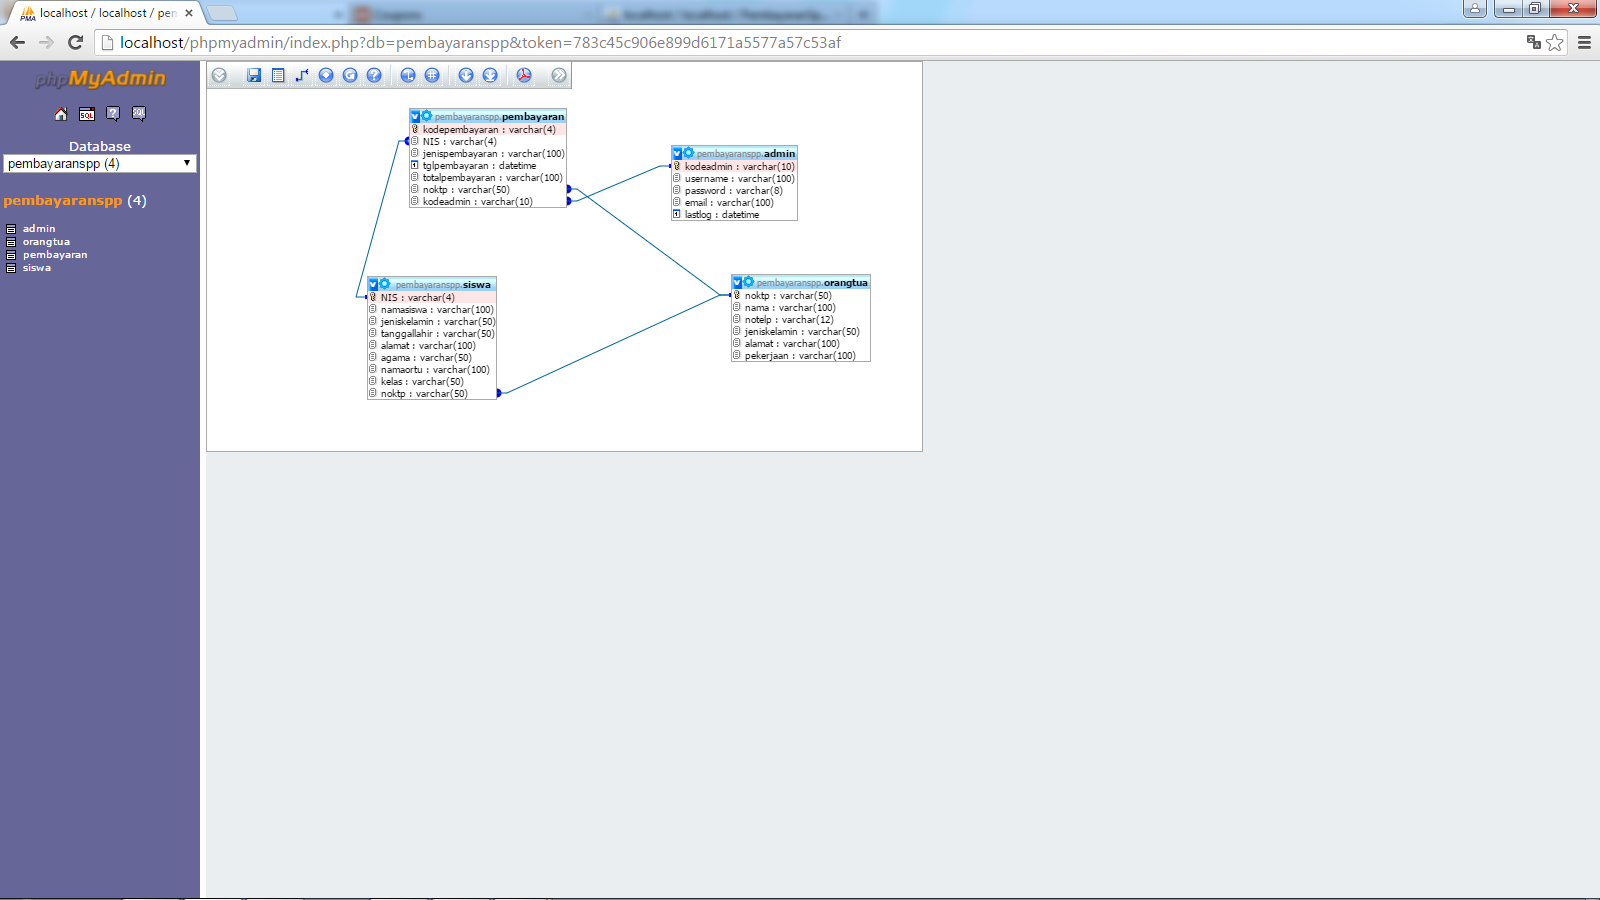 localhost / localhost / pem
localhost/phpmyadmin/index.php?db=pembayaranspp&token=783c45c906e899d6171a5577a57c53af
phpMyAdmin
SQL
Database
pembayaranspp (4)
pembayaranspp (4)
admin
orangtua
pembayaran
siswa
pembayaranspp.pembayaran
kodepembayaran : varchar(4)
NIS : varchar(4)
jenispembayaran : varchar(100)
tglpembayaran : datetime
totalpembayaran : varchar(100)
noktp : varchar(50)
kodeadmin : varchar(10)
pembayaranspp.admin
kodeadmin : varchar(10)
username : varchar(100)
password : varchar(8)
email : varchar(100)
lastlog : datetime
pembayaranspp.siswa
NIS : varchar(4)
namasiswa : varchar(100)
jeniskelamin : varchar(50)
tanggallahir : varchar(50)
alamat : varchar(100)
agama : varchar(50)
namaortu : varchar(100)
kelas : varchar(50)
noktp : varchar(50)
pembayaranspp.orangtua
noktp : varchar(50)
nama : varchar(100)
notelp : varchar(12)
jeniskelamin : varchar(50)
alamat : varchar(100)
pekerjaan : varchar(100)